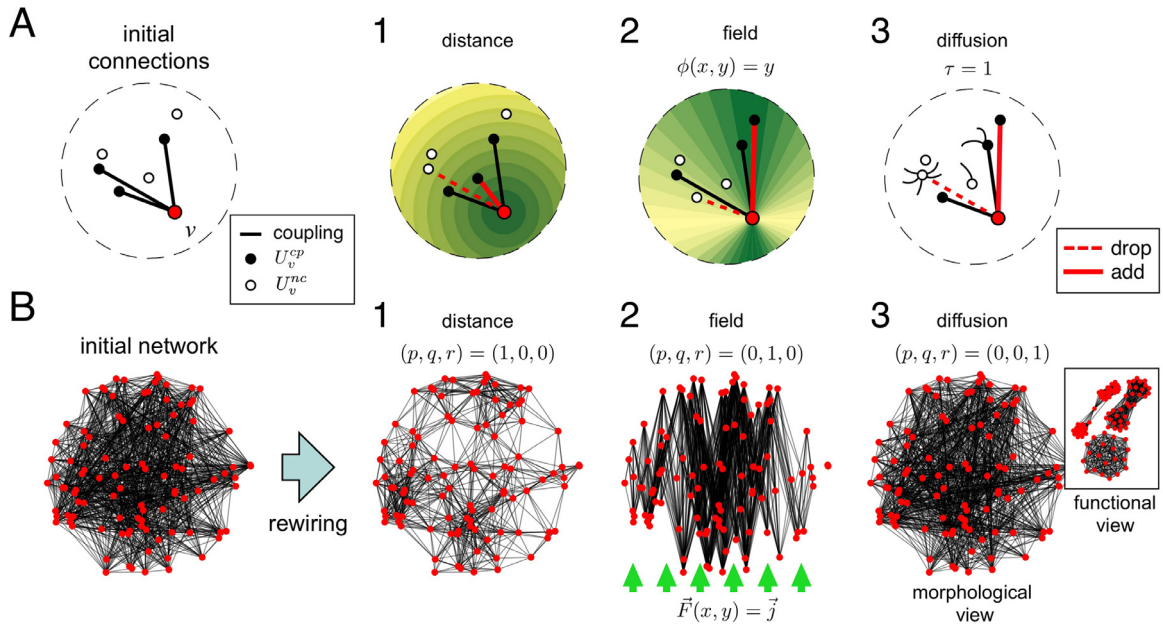 A
initial
connections
ν
coupling
U_v^{cp}
U_v^{nc}
1
distance
2
field
ϕ(x, y) = y
3
diffusion
τ = 1
drop
add
B
initial network
rewiring
1
distance
(p, q, r) = (1, 0, 0)
2
field
(p, q, r) = (0, 1, 0)
F⃗(x, y) = j⃗
3
diffusion
(p, q, r) = (0, 0, 1)
functional
view
morphological
view